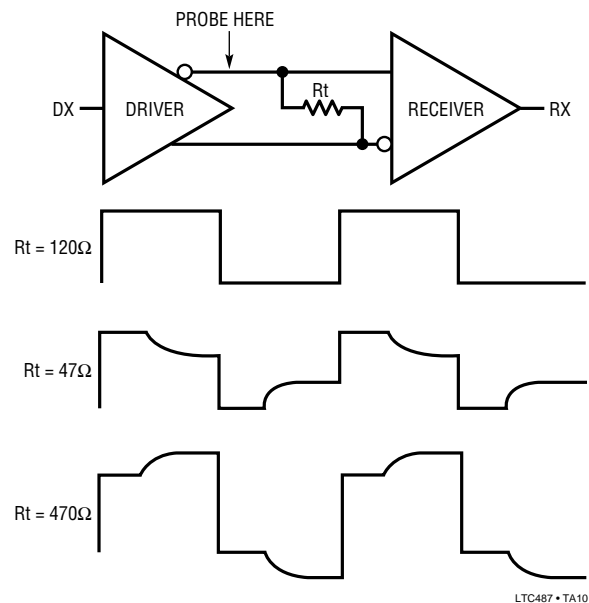 PROBE HERE
Rt
DX
DRIVER
RECEIVER
RX
Rt = 120Ω
Rt = 47Ω
Rt = 470Ω
LTC487 • TA10